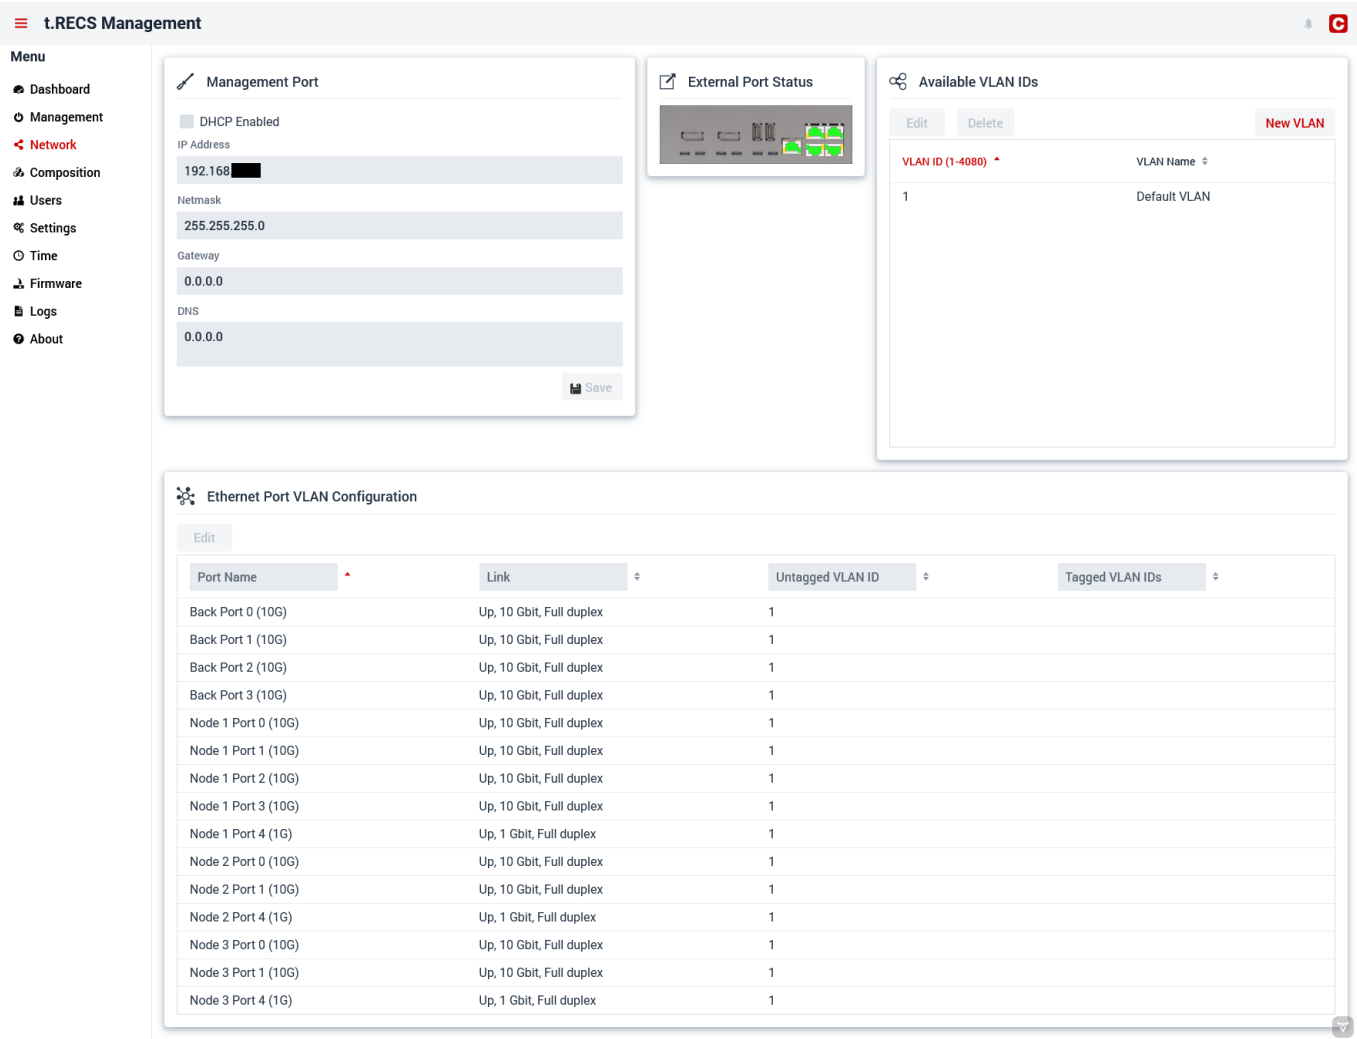 t.RECS Management
C
Menu
Dashboard
Management
Network
Composition
Users
Settings
Time
Firmware
Logs
About
Management Port
DHCP Enabled
IP Address
192.168.
Netmask
255.255.255.0
Gateway
0.0.0.0
DNS
0.0.0.0
Save
External Port Status
Available VLAN IDs
Edit Delete New VLAN
VLAN ID (1-4080) VLAN Name
1 Default VLAN
Ethernet Port VLAN Configuration
Edit
Port Name Link Untagged VLAN ID Tagged VLAN IDs
Back Port 0 (10G) Up, 10 Gbit, Full duplex 1
Back Port 1 (10G) Up, 10 Gbit, Full duplex 1
Back Port 2 (10G) Up, 10 Gbit, Full duplex 1
Back Port 3 (10G) Up, 10 Gbit, Full duplex 1
Node 1 Port 0 (10G) Up, 10 Gbit, Full duplex 1
Node 1 Port 1 (10G) Up, 10 Gbit, Full duplex 1
Node 1 Port 2 (10G) Up, 10 Gbit, Full duplex 1
Node 1 Port 3 (10G) Up, 10 Gbit, Full duplex 1
Node 1 Port 4 (1G) Up, 1 Gbit, Full duplex 1
Node 2 Port 0 (10G) Up, 10 Gbit, Full duplex 1
Node 2 Port 1 (10G) Up, 10 Gbit, Full duplex 1
Node 2 Port 4 (1G) Up, 1 Gbit, Full duplex 1
Node 3 Port 0 (10G) Up, 10 Gbit, Full duplex 1
Node 3 Port 1 (10G) Up, 10 Gbit, Full duplex 1
Node 3 Port 4 (1G) Up, 1 Gbit, Full duplex 1